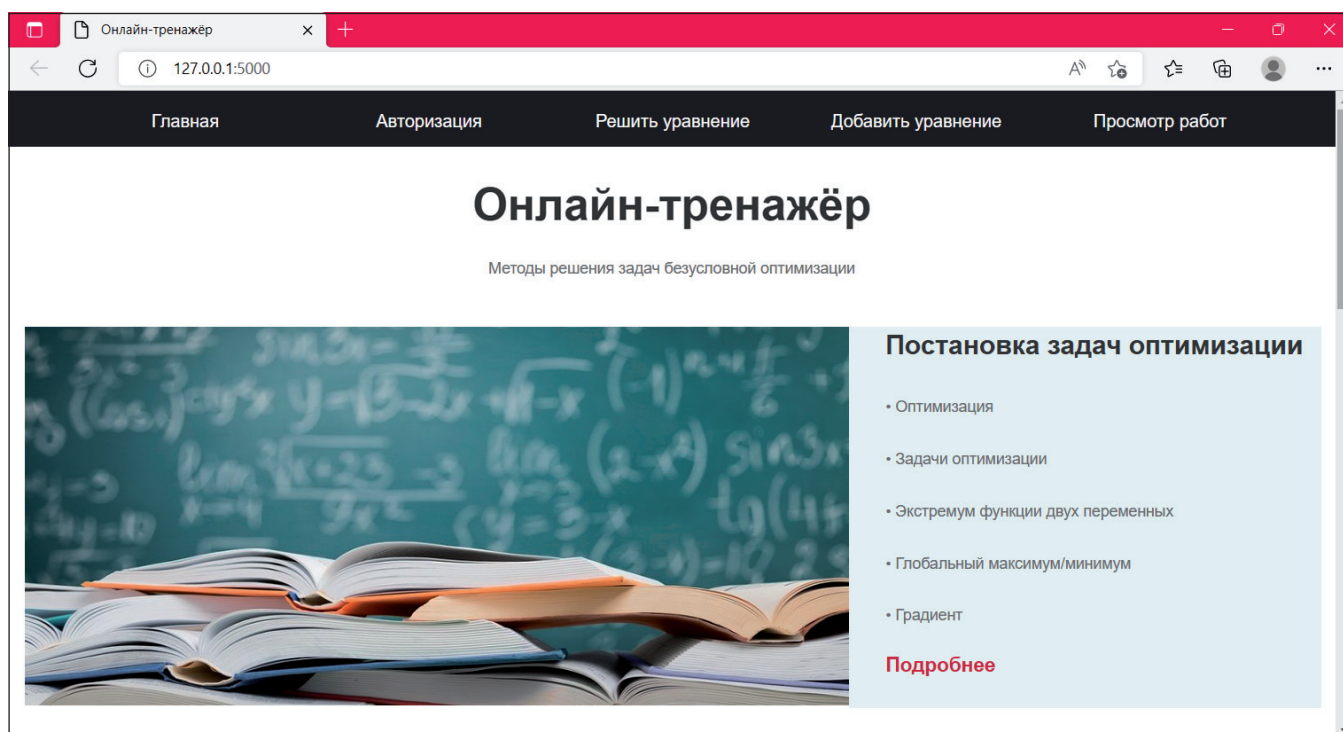 Онлайн-тренажёр
127.0.0.1:5000
Главная Авторизация Решить уравнение Добавить уравнение Просмотр работ
Онлайн-тренажёр
Методы решения задач безусловной оптимизации
Постановка задач оптимизации
• Оптимизация
• Задачи оптимизации
• Экстремум функции двух переменных
• Глобальный максимум/минимум
• Градиент
Подробнее